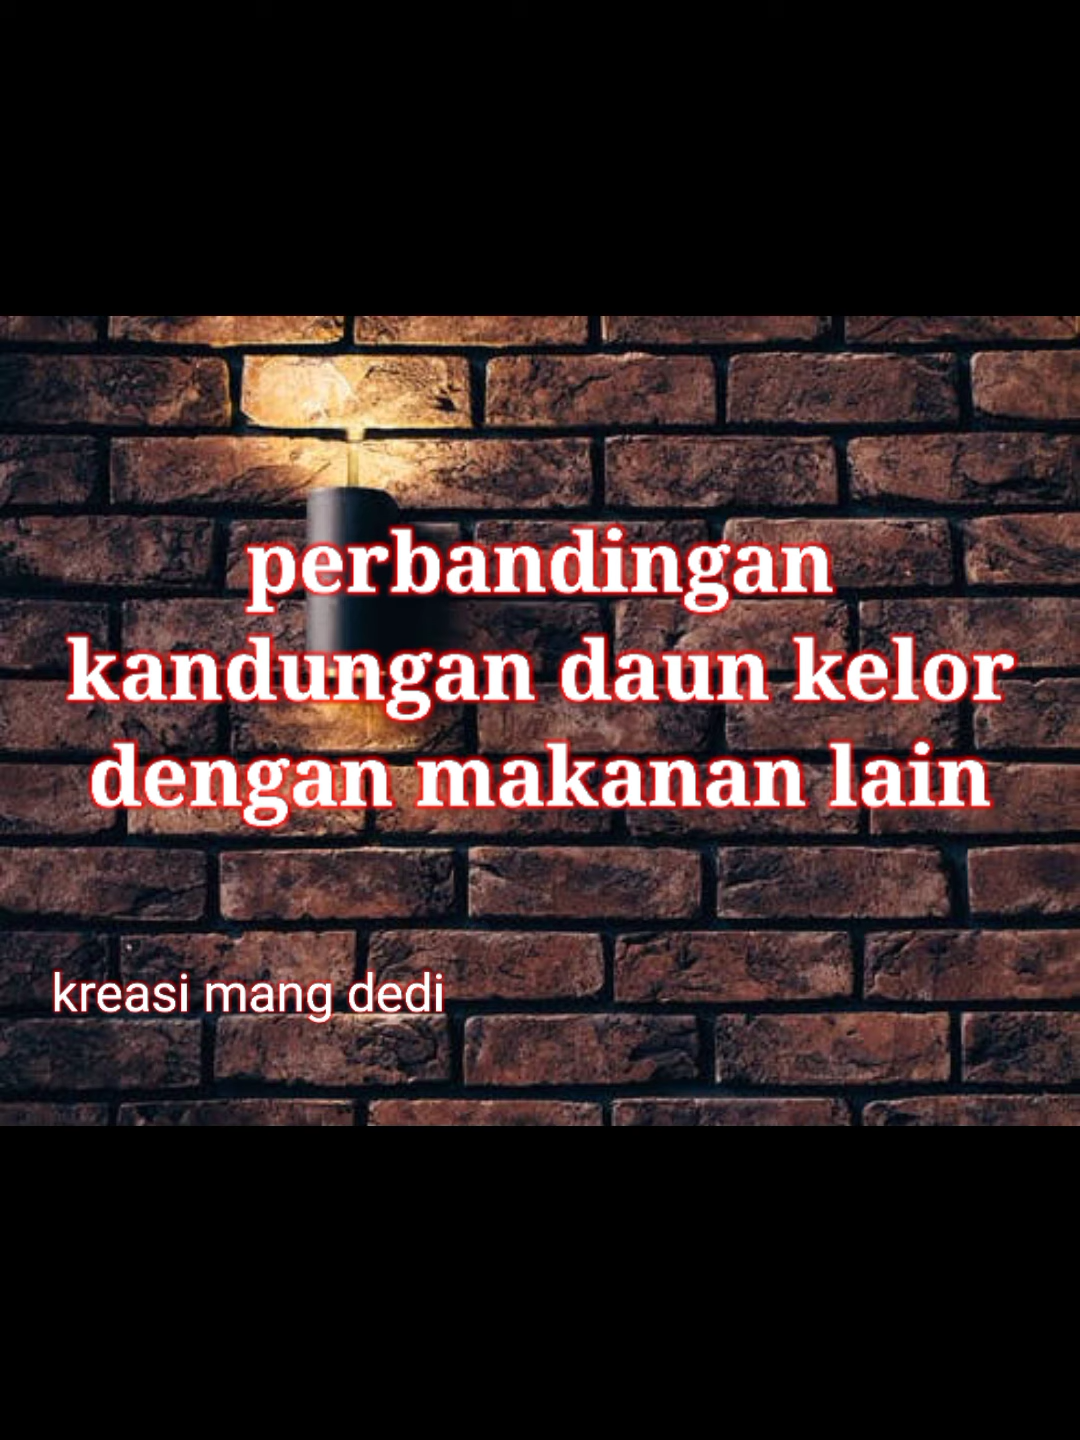 perbandingan
kandungan daun kelor
dengan makanan lain
kreasi mang dedi